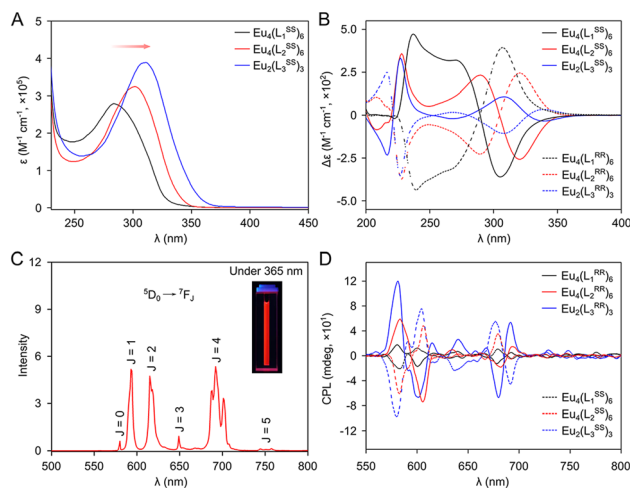 A
Eu₄(L₁ˢˢ)₆
Eu₄(L₂ˢˢ)₆
Eu₂(L₃ˢˢ)₃
ε (M⁻¹ cm⁻¹, ×10⁵)
5
4
3
2
1
0
250 300 350 400 450
λ (nm)
B
Eu₄(L₁ˢˢ)₆
Eu₄(L₂ˢˢ)₆
Eu₂(L₃ˢˢ)₃
Δε (M⁻¹ cm⁻¹, ×10²)
5.0
2.5
0
-2.5
-5.0
Eu₄(L₁ᴿᴿ)₆
Eu₄(L₂ᴿᴿ)₆
Eu₂(L₃ᴿᴿ)₃
200 240 280 320 360 400
λ (nm)
C
Under 365 nm
⁵D₀ → ⁷F_J
Intensity
12
9
6
3
0
J = 0
J = 1
J = 2
J = 3
J = 4
J = 5
500 550 600 650 700 750 800
λ (nm)
D
Eu₄(L₁ᴿᴿ)₆
Eu₄(L₂ᴿᴿ)₆
Eu₂(L₃ᴿᴿ)₃
CPL (mdeg, ×10¹)
12
8
4
0
-4
-8
-12
Eu₄(L₁ˢˢ)₆
Eu₄(L₂ˢˢ)₆
Eu₂(L₃ˢˢ)₃
550 600 650 700 750 800
λ (nm)